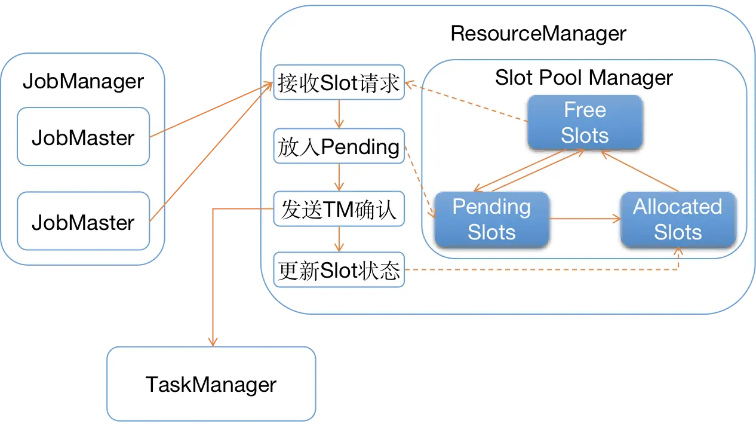 ResourceManager
JobManager
JobMaster
JobMaster
接收Slot请求
放入Pending
发送TM确认
更新Slot状态
Slot Pool Manager
Free
Slots
Pending
Slots
Allocated
Slots
TaskManager